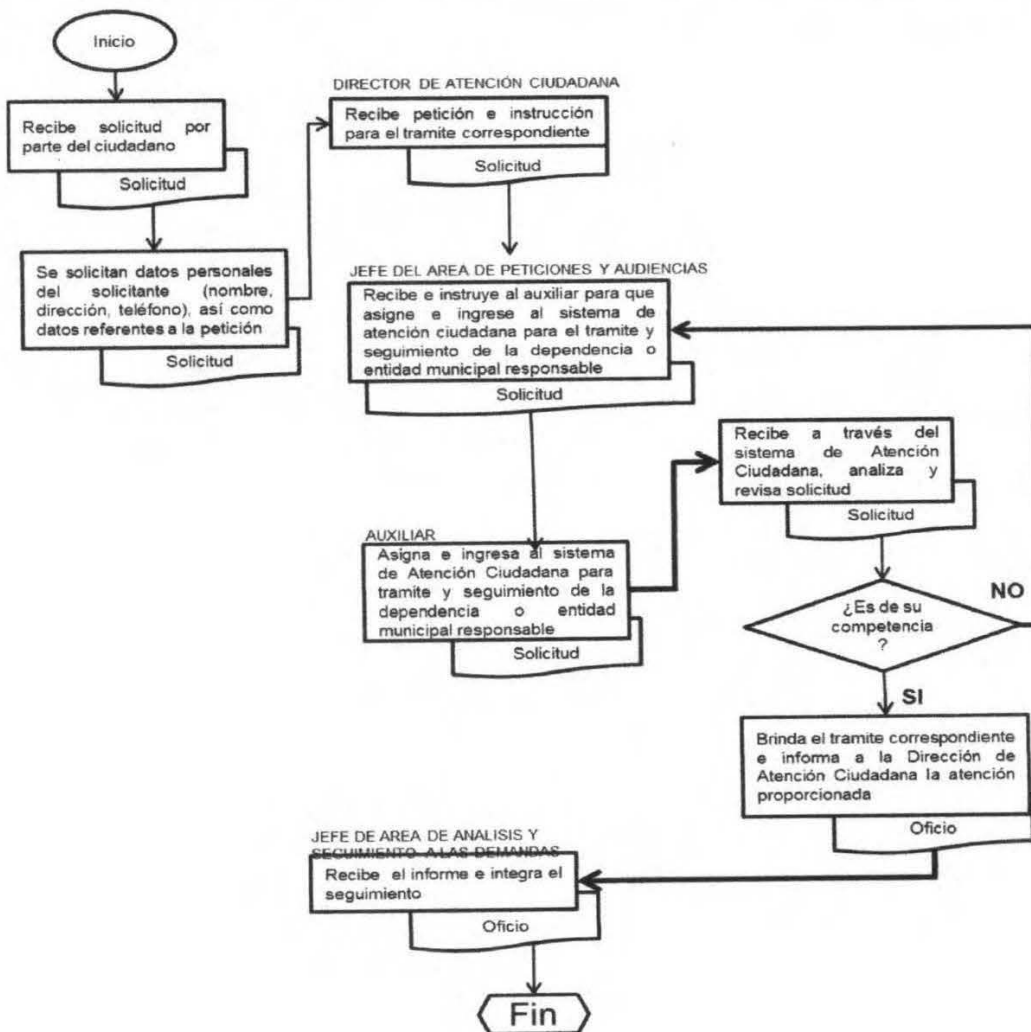 Inicio
Recibe solicitud por
parte del ciudadano
Solicitud
Se solicitan datos personales
del solicitante (nombre,
dirección, teléfono), así como
datos referentes a la petición
Solicitud
DIRECTOR DE ATENCIÓN CIUDADANA
Recibe petición e instrucción
para el tramite correspondiente
Solicitud
JEFE DEL AREA DE PETICIONES Y AUDIENCIAS
Recibe e instruye al auxiliar para que
asigne e ingrese al sistema de
atención ciudadana para el tramite y
seguimiento de la dependencia o
entidad municipal responsable
Solicitud
AUXILIAR
Asigna e ingresa al sistema
de Atención Ciudadana para
tramite y seguimiento de la
dependencia o entidad
municipal responsable
Solicitud
Recibe a través del
sistema de Atención
Ciudadana, analiza y
revisa solicitud
Solicitud
¿Es de su
competencia
?
NO
SI
Brinda el tramite correspondiente
e informa a la Dirección de
Atención Ciudadana la atención
proporcionada
Oficio
JEFE DE AREA DE ANALISIS Y
SEGUIMIENTO A LAS DEMANDAS
Recibe el informe e integra el
seguimiento
Oficio
Fin